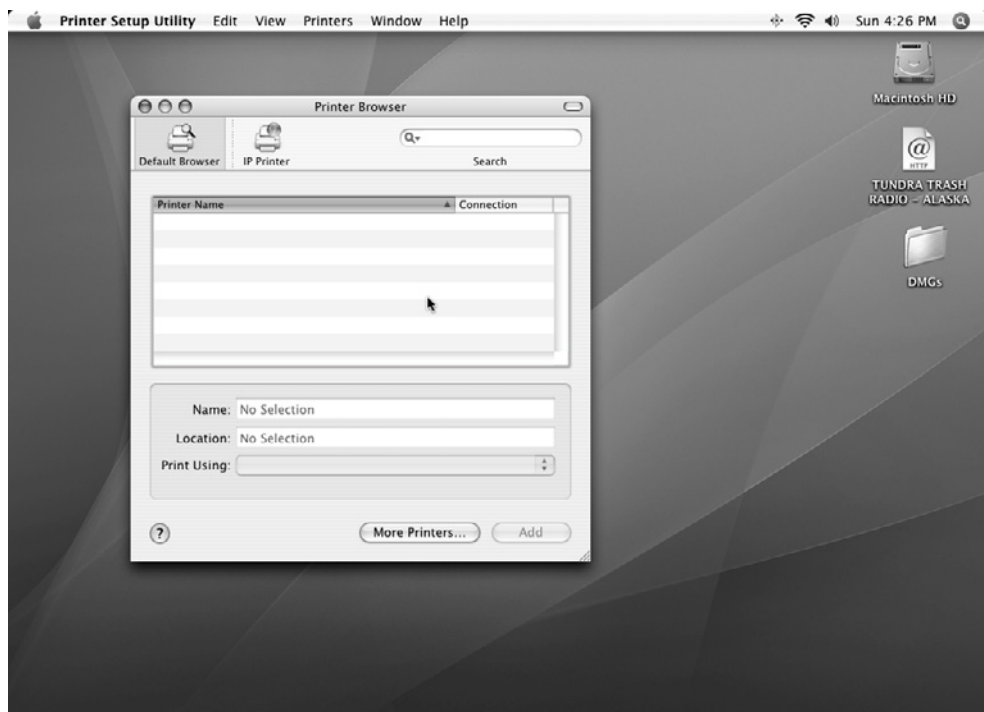 Printer Setup Utility Edit View Printers Window Help Sun 4:26 PM
Macintosh HD
HTTP
TUNDRA TRASH
RADIO - ALASKA
DMGs
Printer Browser
Default Browser IP Printer Search
Printer Name Connection
Name: No Selection
Location: No Selection
Print Using:
? More Printers... Add